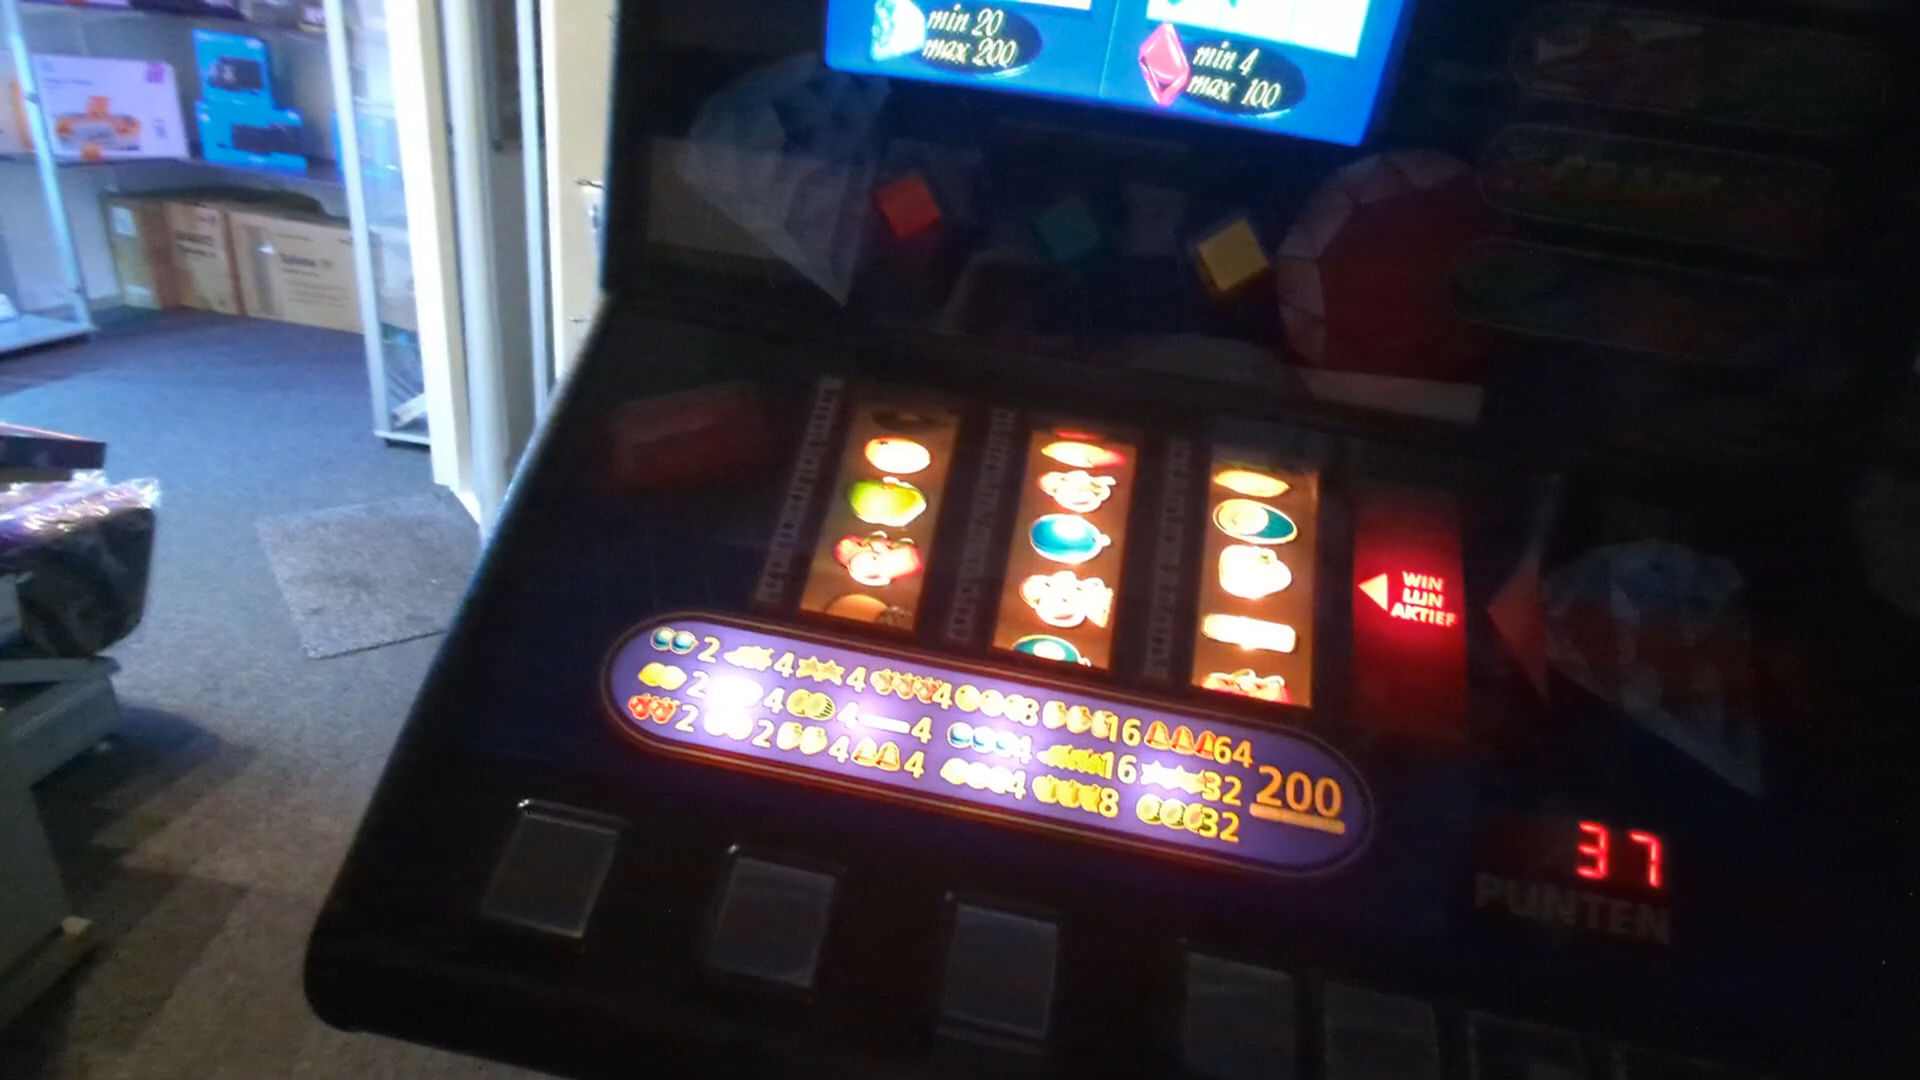 min 20
max 200
min 4
max 100
WIN
LIJN
AKTIEF
2 4 4 4 8 16 64
2 4 4 4 4 16 32
2 2 4 4 4 8 32
200
37
PUNTEN